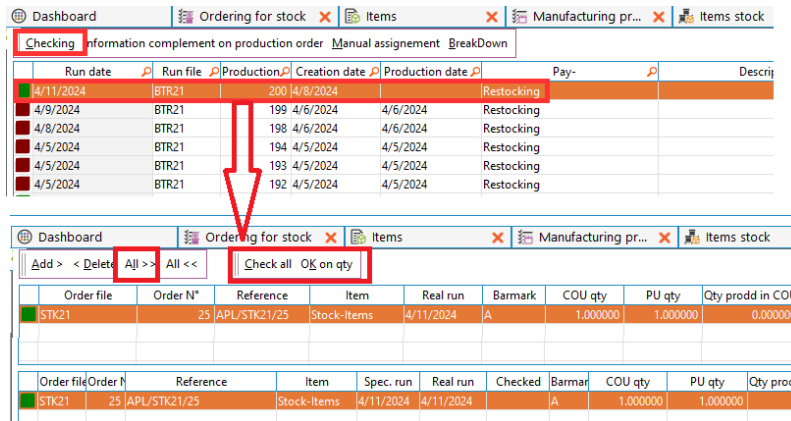 Dashboard Ordering for stock Items Manufacturing pr... Items stock
Checking nformation complement on production order Manual assignement BreakDown
Run date Run file Production Creation date Production date Pay- Descrip
4/11/2024 BTR21 200 4/8/2024 Restocking
4/9/2024 BTR21 199 4/6/2024 4/6/2024 Restocking
4/8/2024 BTR21 198 4/6/2024 4/6/2024 Restocking
4/5/2024 BTR21 194 4/5/2024 4/5/2024 Restocking
4/5/2024 BTR21 193 4/5/2024 4/5/2024 Restocking
4/5/2024 BTR21 192 4/5/2024 4/5/2024 Restocking
Dashboard Ordering for stock Items Manufacturing pr... Items stock
Add > < Delete All >> All << Check all OK on qty
Order file Order N° Reference Item Real run Barmark COU qty PU qty Qty prodd in COU
STK21 25 APL/STK21/25 Stock-Items 4/11/2024 A 1.000000 1.000000 0.00000
Order file Order N Reference Item Spec. run Real run Checked Barmar COU qty PU qty Qty prod
STK21 25 APL/STK21/25 Stock-Items 4/11/2024 4/11/2024 A 1.000000 1.000000